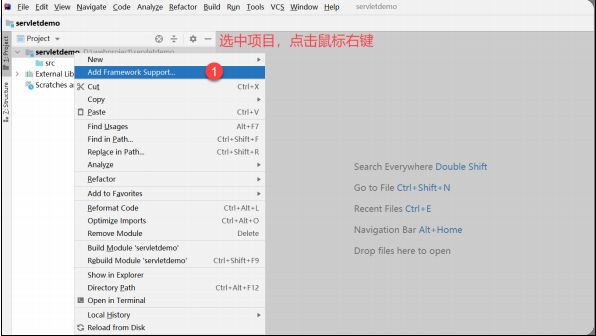 File Edit View Navigate Code Analyze Refactor Build Run Tools VCS Window Help servletdemo
servletdemo
1: Project
Project
选中项目，点击鼠标右键
servletdemo
src
External Lib
Scratches a
Z: Structure
New
Add Framework Support...
1
Cut Ctrl+X
Copy
Paste Ctrl+V
Find Usages Alt+F7
Find in Path... Ctrl+Shift+F
Replace in Path... Ctrl+Shift+R
Analyze
Refactor
Add to Favorites
Reformat Code Ctrl+Alt+L
Optimize Imports Ctrl+Alt+O
Remove Module Delete
Build Module 'servletdemo'
Rebuild Module 'servletdemo' Ctrl+Shift+F9
Show in Explorer
Directory Path Ctrl+Alt+F12
Open in Terminal
Local History
Reload from Disk
Search Everywhere Double Shift
Go to File Ctrl+Shift+N
Recent Files Ctrl+E
Navigation Bar Alt+Home
Drop files here to open